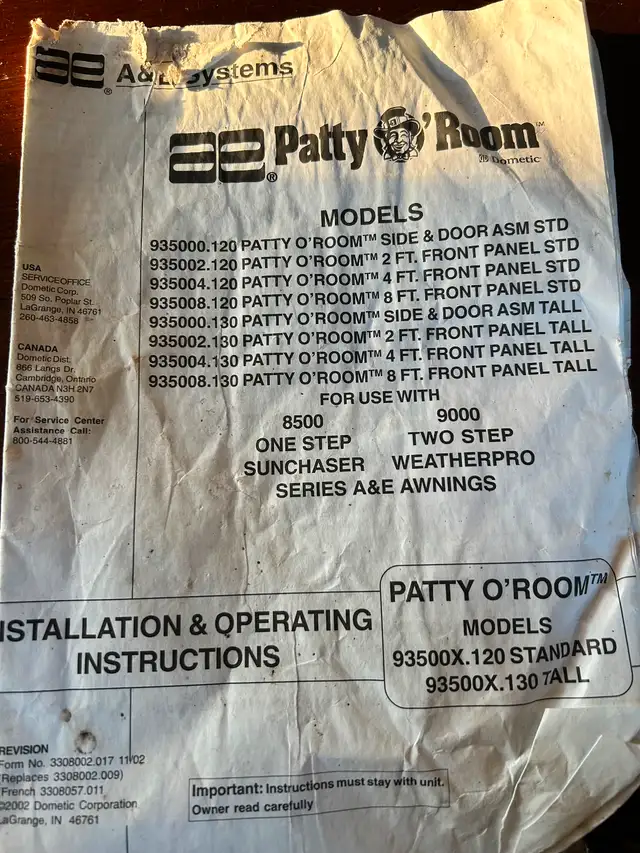 ae
® A&E Systems
ae® Patty O'Room™
® Dometic
MODELS
935000.120 PATTY O'ROOM™ SIDE & DOOR ASM STD
935002.120 PATTY O'ROOM™ 2 FT. FRONT PANEL STD
935004.120 PATTY O'ROOM™ 4 FT. FRONT PANEL STD
935008.120 PATTY O'ROOM™ 8 FT. FRONT PANEL STD
935000.130 PATTY O'ROOM™ SIDE & DOOR ASM TALL
935002.130 PATTY O'ROOM™ 2 FT. FRONT PANEL TALL
935004.130 PATTY O'ROOM™ 4 FT. FRONT PANEL TALL
935008.130 PATTY O'ROOM™ 8 FT. FRONT PANEL TALL
FOR USE WITH
8500 9000
ONE STEP TWO STEP
SUNCHASER WEATHERPRO
SERIES A&E AWNINGS
USA
SERVICE OFFICE
Dometic Corp.
509 So. Poplar St.
LaGrange, IN 46761
260-463-4858
CANADA
Dometic Dist.
866 Langs Dr.
Cambridge, Ontario
CANADA N3H 2N7
519-653-4390
For Service Center
Assistance Call:
800-544-4881
STALLATION & OPERATING
INSTRUCTIONS
PATTY O'ROOM™
MODELS
93500X.120 STANDARD
93500X.130 TALL
REVISION
Form No. 3308002.017 11/02
(Replaces 3308002.009)
(French 3308057.011
©2002 Dometic Corporation
LaGrange, IN 46761
Important: Instructions must stay with unit.
Owner read carefully